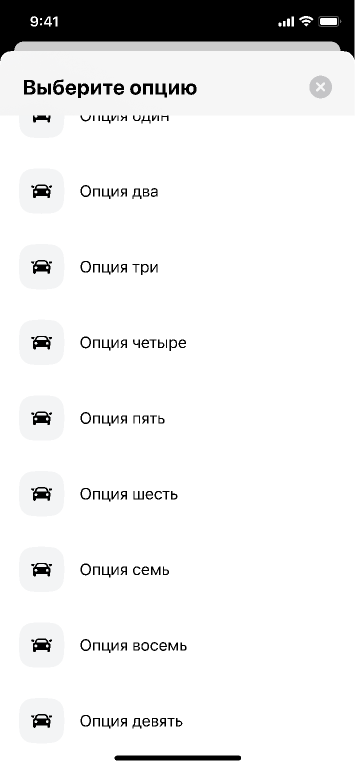 9:41
Выберите опцию
Опция один
Опция два
Опция три
Опция четыре
Опция пять
Опция шесть
Опция семь
Опция восемь
Опция девять